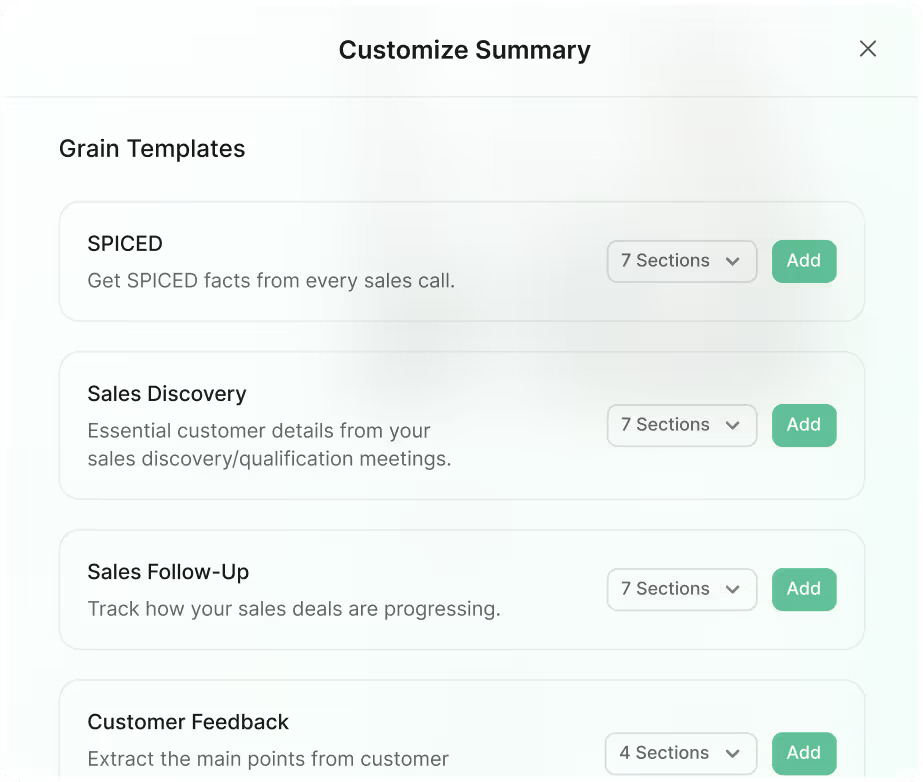 Customize Summary
Grain Templates
SPICED
Get SPICED facts from every sales call.
7 Sections
Add
Sales Discovery
Essential customer details from your
sales discovery/qualification meetings.
7 Sections
Add
Sales Follow-Up
Track how your sales deals are progressing.
7 Sections
Add
Customer Feedback
Extract the main points from customer
4 Sections
Add